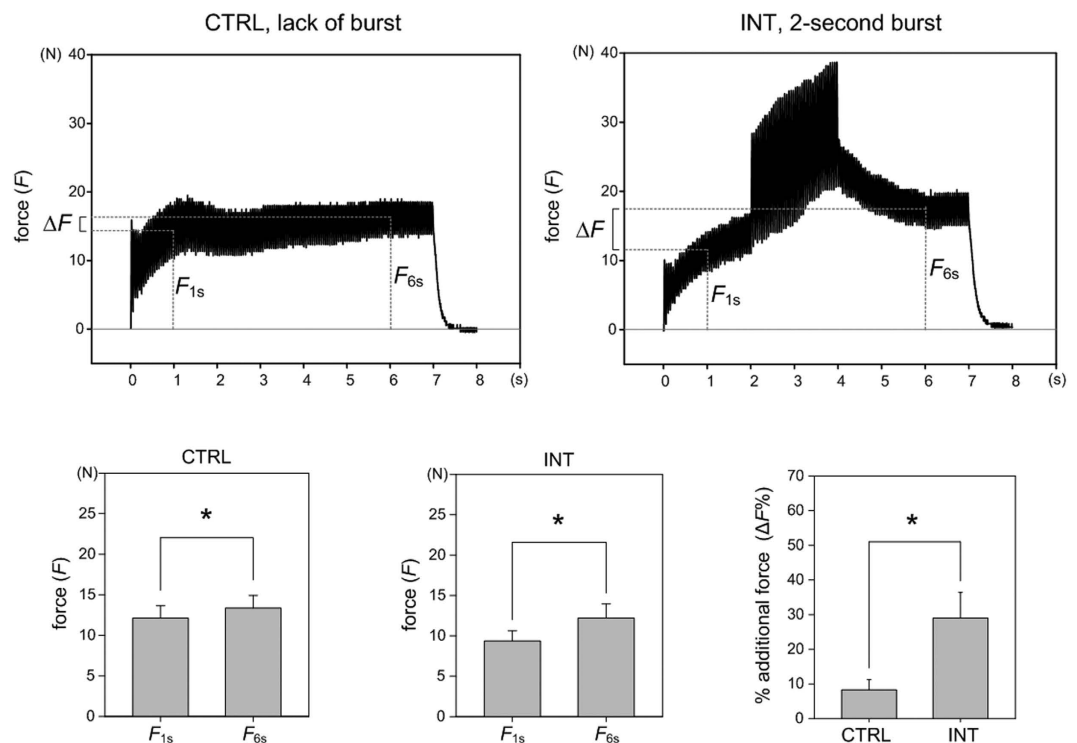 CTRL, lack of burst
(N)
40
30
20
10
0
force (F)
ΔF
F1s
F6s
0 1 2 3 4 5 6 7 8 (s)
INT, 2-second burst
(N)
40
30
20
10
0
force (F)
ΔF
F1s
F6s
0 1 2 3 4 5 6 7 8 (s)
CTRL
(N)
25
20
15
10
5
0
force (F)
*
F1s F6s
INT
(N)
25
20
15
10
5
0
force (F)
*
F1s F6s
70
60
50
40
30
20
10
0
% additional force (ΔF%)
*
CTRL INT